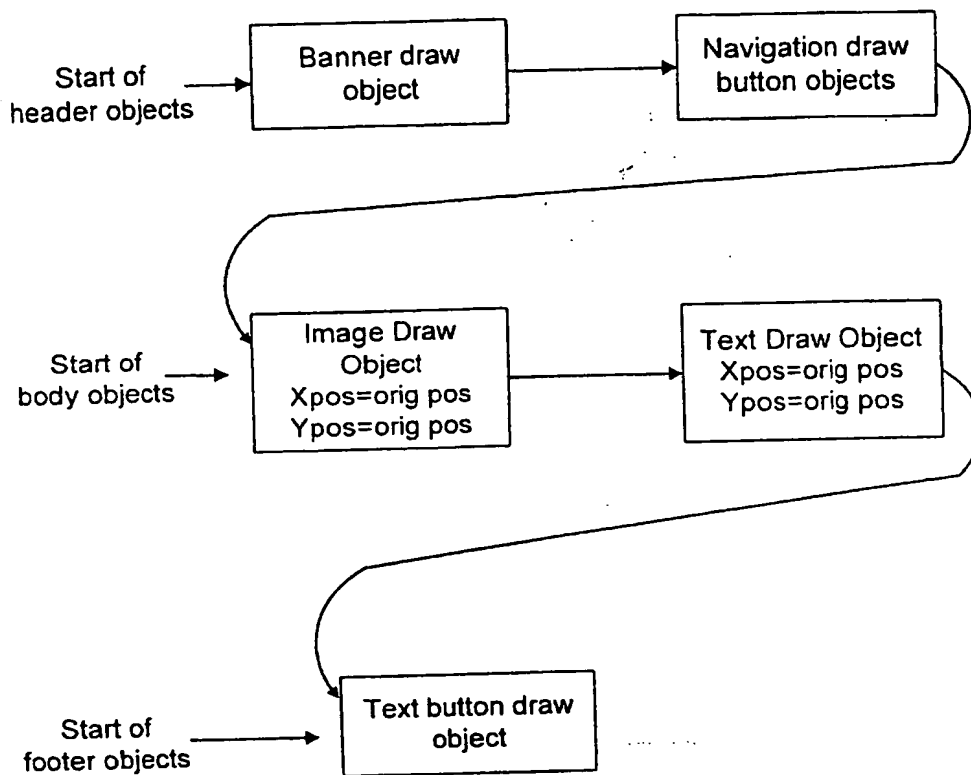 Start of
header objects
Banner draw
object
Navigation draw
button objects
Start of
body objects
Image Draw
Object
Xpos=orig pos
Ypos=orig pos
Text Draw Object
Xpos=orig pos
Ypos=orig pos
Start of
footer objects
Text button draw
object